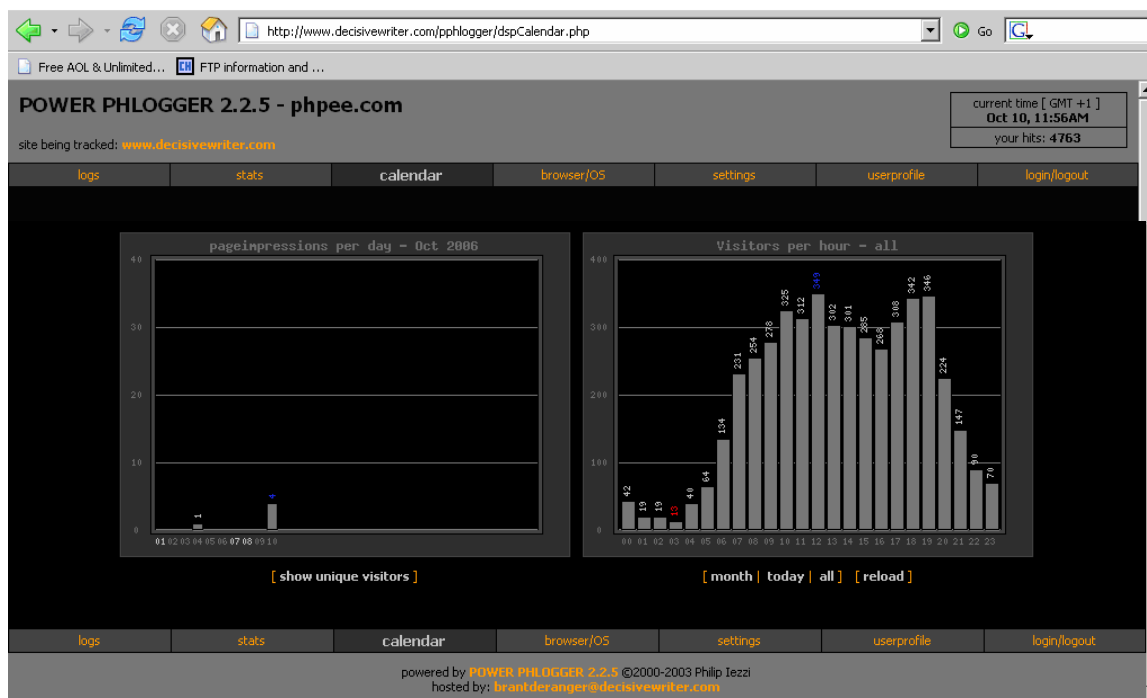 http://www.decisivewriter.com/pphlogger/dspCalendar.php
Go
G
Free AOL & Unlimited... CH FTP information and ...
POWER PHLOGGER 2.2.5 - phpee.com
current time [ GMT +1 ]
Oct 10, 11:56AM
your hits: 4763
site being tracked: www.decisivewriter.com
logs stats calendar browser/OS settings userprofile login/logout
pageimpressions per day - Oct 2006
40
30
20
10
0
1 4
01 02 03 04 05 06 07 08 09 10
[ show unique visitors ]
Visitors per hour - all
400
300
200
100
0
42 19 19 13 40 64 134 231 254 278 325 312 349 302 301 285 268 308 342 346 224 147 90 70
00 01 02 03 04 05 06 07 08 09 10 11 12 13 14 15 16 17 18 19 20 21 22 23
[ month | today | all ] [ reload ]
logs stats calendar browser/OS settings userprofile login/logout
powered by POWER PHLOGGER 2.2.5 ©2000-2003 Philip Iezzi
hosted by: brantderanger@decisivewriter.com